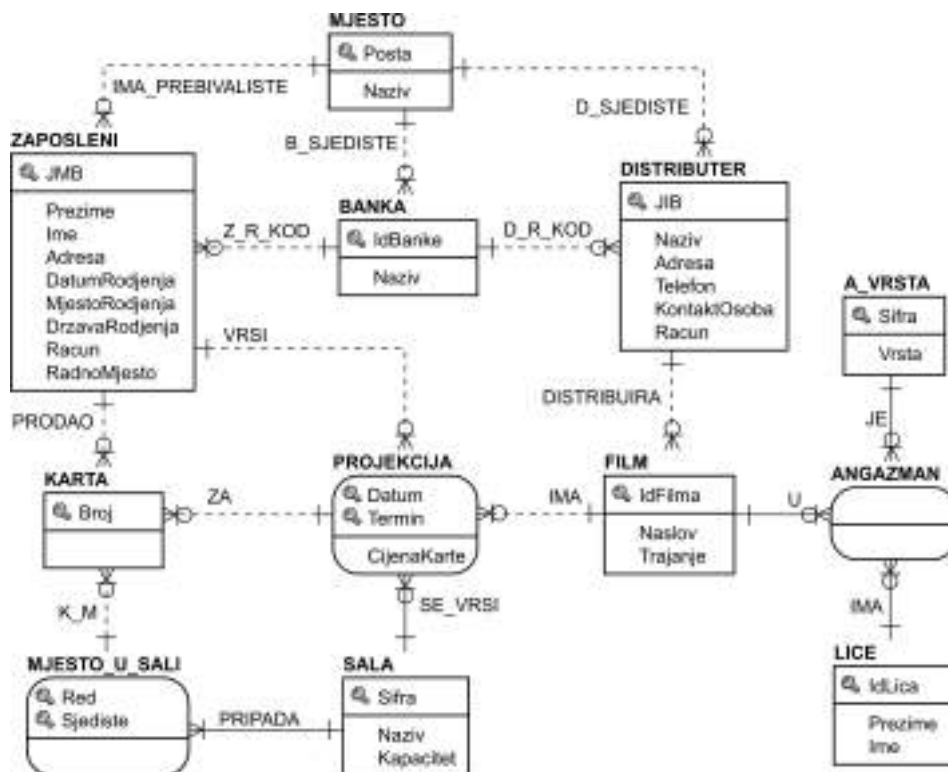 MJESTO
Posta
Naziv
IMA_PREBIVALISTE
B_SJEDISTE
D_SJEDISTE
ZAPOSLENI
JMB
Prezime
Ime
Adresa
DatumRodjenja
MjestoRodjenja
DrzavaRodjenja
Racun
RadnoMjesto
Z_R_KOD
BANKA
IdBanke
Naziv
D_R_KOD
DISTRIBUTER
JIB
Naziv
Adresa
Telefon
KontaktOsoba
Racun
A_VRSTA
Sifra
Vrsta
VRSI
PRODAO
DISTRIBUIRA
JE
KARTA
Broj
ZA
PROJEKCIJA
Datum
Termin
CijenaKarte
IMA
FILM
IdFilma
Naslov
Trajanje
U
ANGAZMAN
K_M
SE_VRSI
IMA
MJESTO_U_SALI
Red
Sjediste
PRIPADA
SALA
Sifra
Naziv
Kapacitet
LICE
IdLica
Prezime
Ime